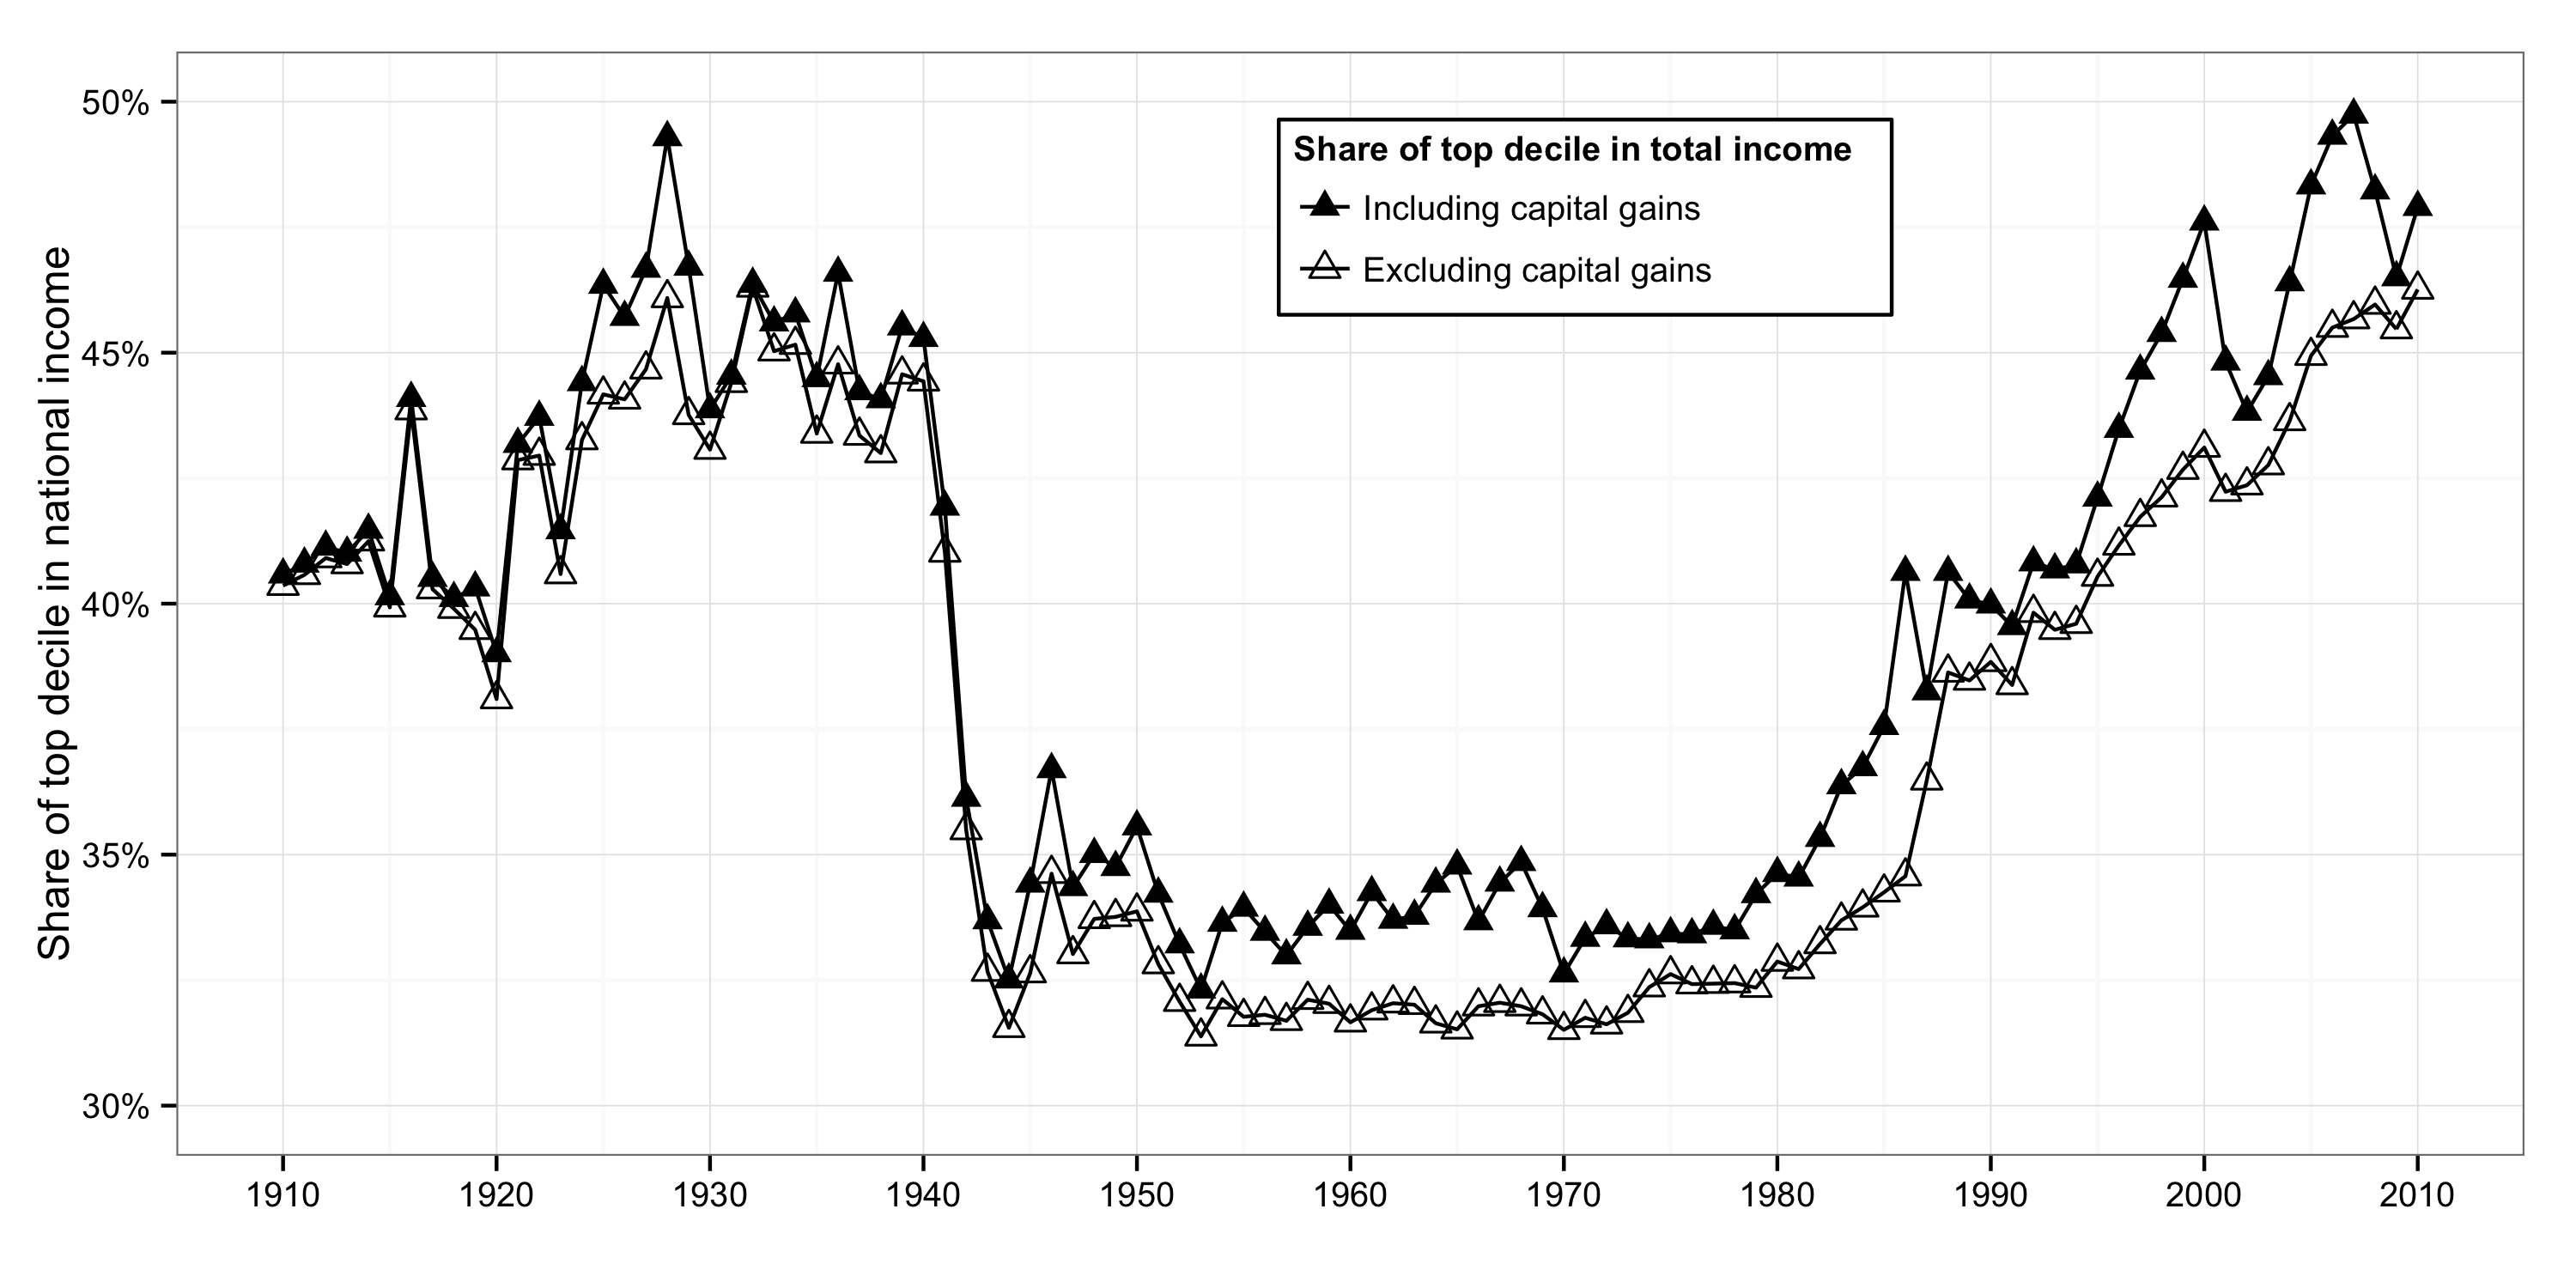 Share of top decile in national income
50%
45%
40%
35%
30%
Share of top decile in total income
Including capital gains
Excluding capital gains
1910 1920 1930 1940 1950 1960 1970 1980 1990 2000 2010